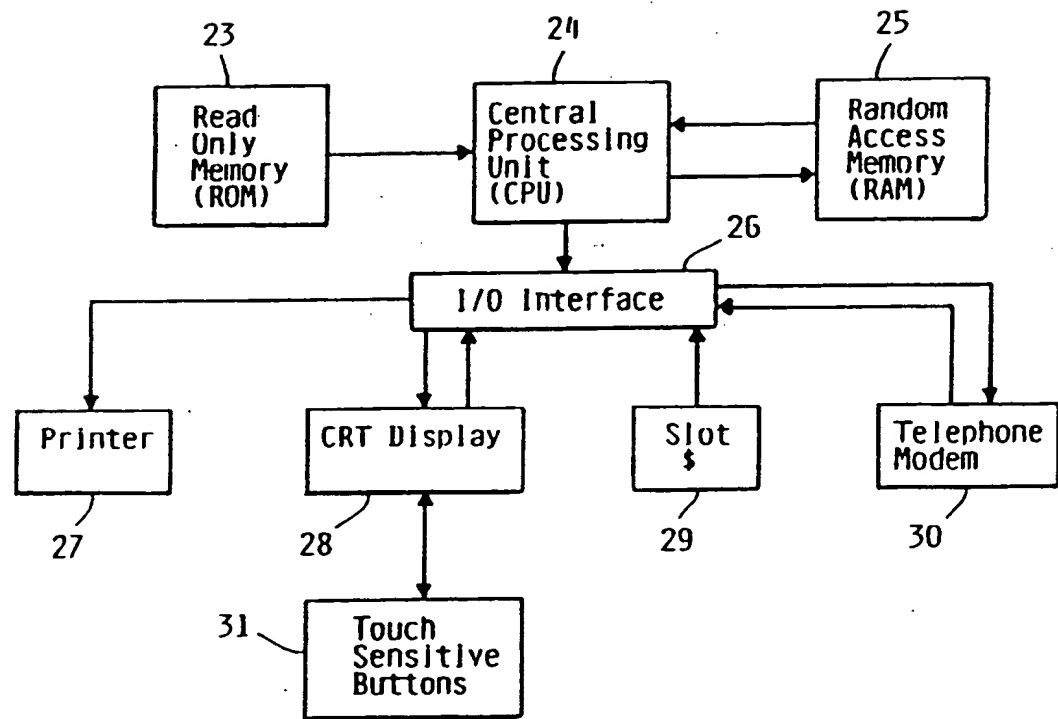 23
24
25
Read
Only
Memory
(ROM)
Central
Processing
Unit
(CPU)
Random
Access
Memory
(RAM)
26
I/O Interface
Printer
CRT Display
Slot
$
Telephone
Modem
27
28
29
30
31
Touch
Sensitive
Buttons